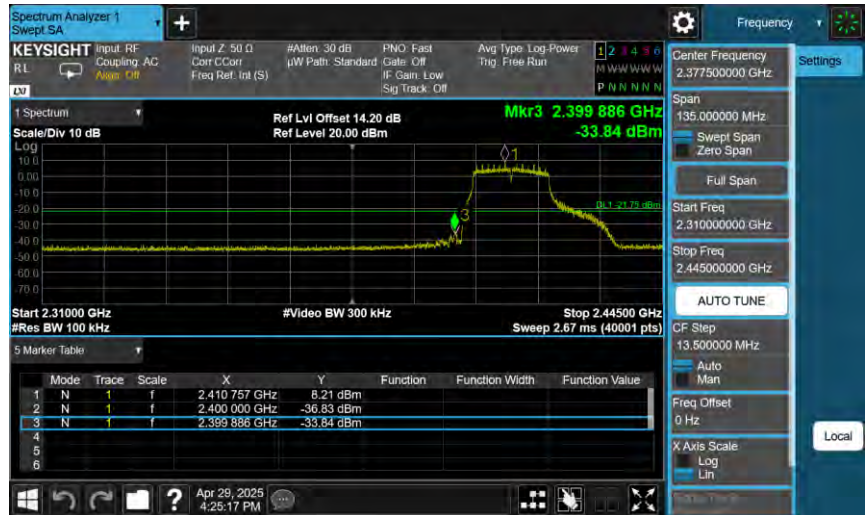 Spectrum Analyzer 1
Swept SA
+
Frequency
KEYSIGHT Input: RF Input Z: 50 Ω #Atten: 30 dB PNO: Fast Avg Type: Log-Power 1 2 3 4 5 6
RL Coupling: AC Corr CCorr µW Path: Standard Gate: Off Trig: Free Run M W W W W W
Align: Off Freq Ref: Int (S) IF Gain: Low
Sig Track: Off P N N N N N
LXI
1 Spectrum
Scale/Div 10 dB
Ref Lvl Offset 14.20 dB
Ref Level 20.00 dBm
Mkr3 2.399 886 GHz
-33.84 dBm
Log
10.0
0.00
-10.0
-20.0
-30.0
-40.0
-50.0
-60.0
-70.0
1
3
DL1 -21.75 dBm
Start 2.31000 GHz #Video BW 300 kHz Stop 2.44500 GHz
#Res BW 100 kHz Sweep 2.67 ms (40001 pts)
5 Marker Table
Mode Trace Scale X Y Function Function Width Function Value
1 N 1 f 2.410 757 GHz 8.21 dBm
2 N 1 f 2.400 000 GHz -36.83 dBm
3 N 1 f 2.399 886 GHz -33.84 dBm
4
5
6
?
Apr 29, 2025
4:25:17 PM
Center Frequency
2.377500000 GHz
Settings
Span
135.000000 MHz
Swept Span
Zero Span
Full Span
Start Freq
2.310000000 GHz
Stop Freq
2.445000000 GHz
AUTO TUNE
CF Step
13.500000 MHz
Auto
Man
Freq Offset
0 Hz
X Axis Scale
Log
Lin
Local